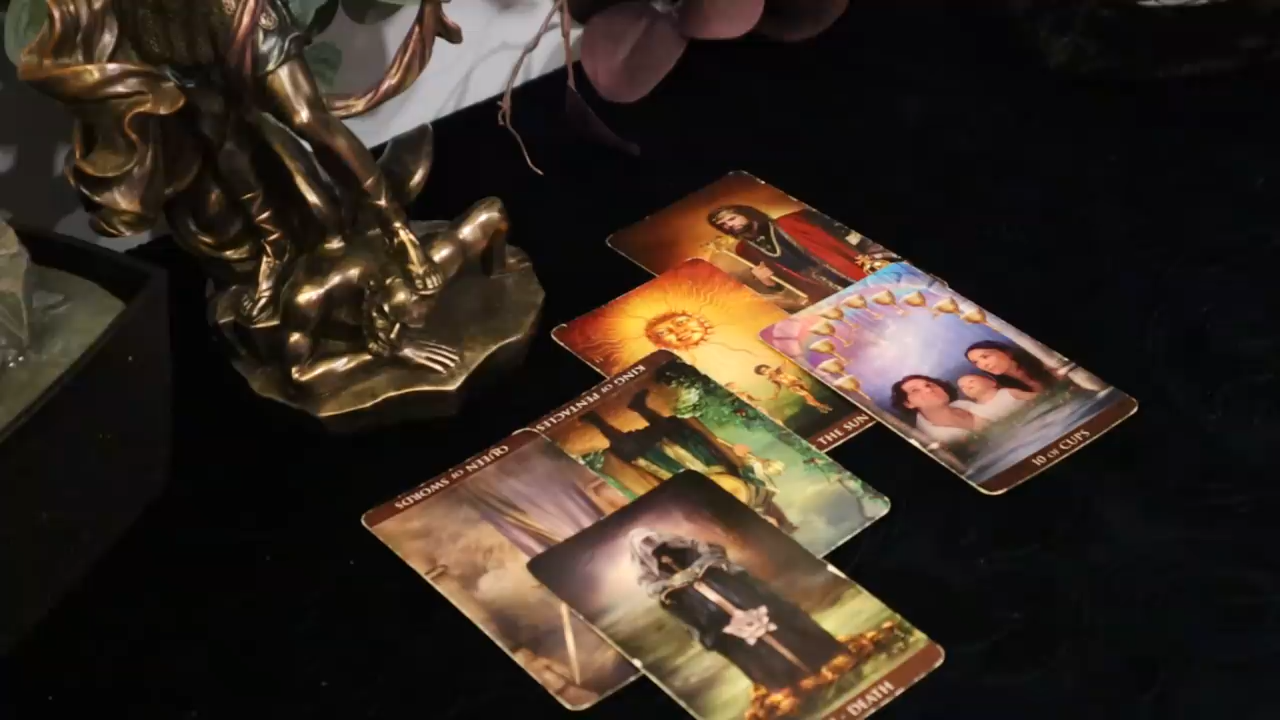 KING OF PENTACLES
THE SUN
10 OF CUPS
QUEEN OF SWORDS
- DEATH